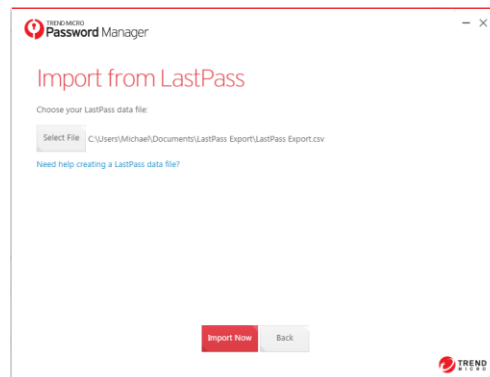 TREND MICRO
Password Manager
Import from LastPass
Choose your LastPass data file:
Select File C:\Users\Michael\Documents\LastPass Export\LastPass Export.csv
Need help creating a LastPass data file?
Import Now Back
TREND
MICRO